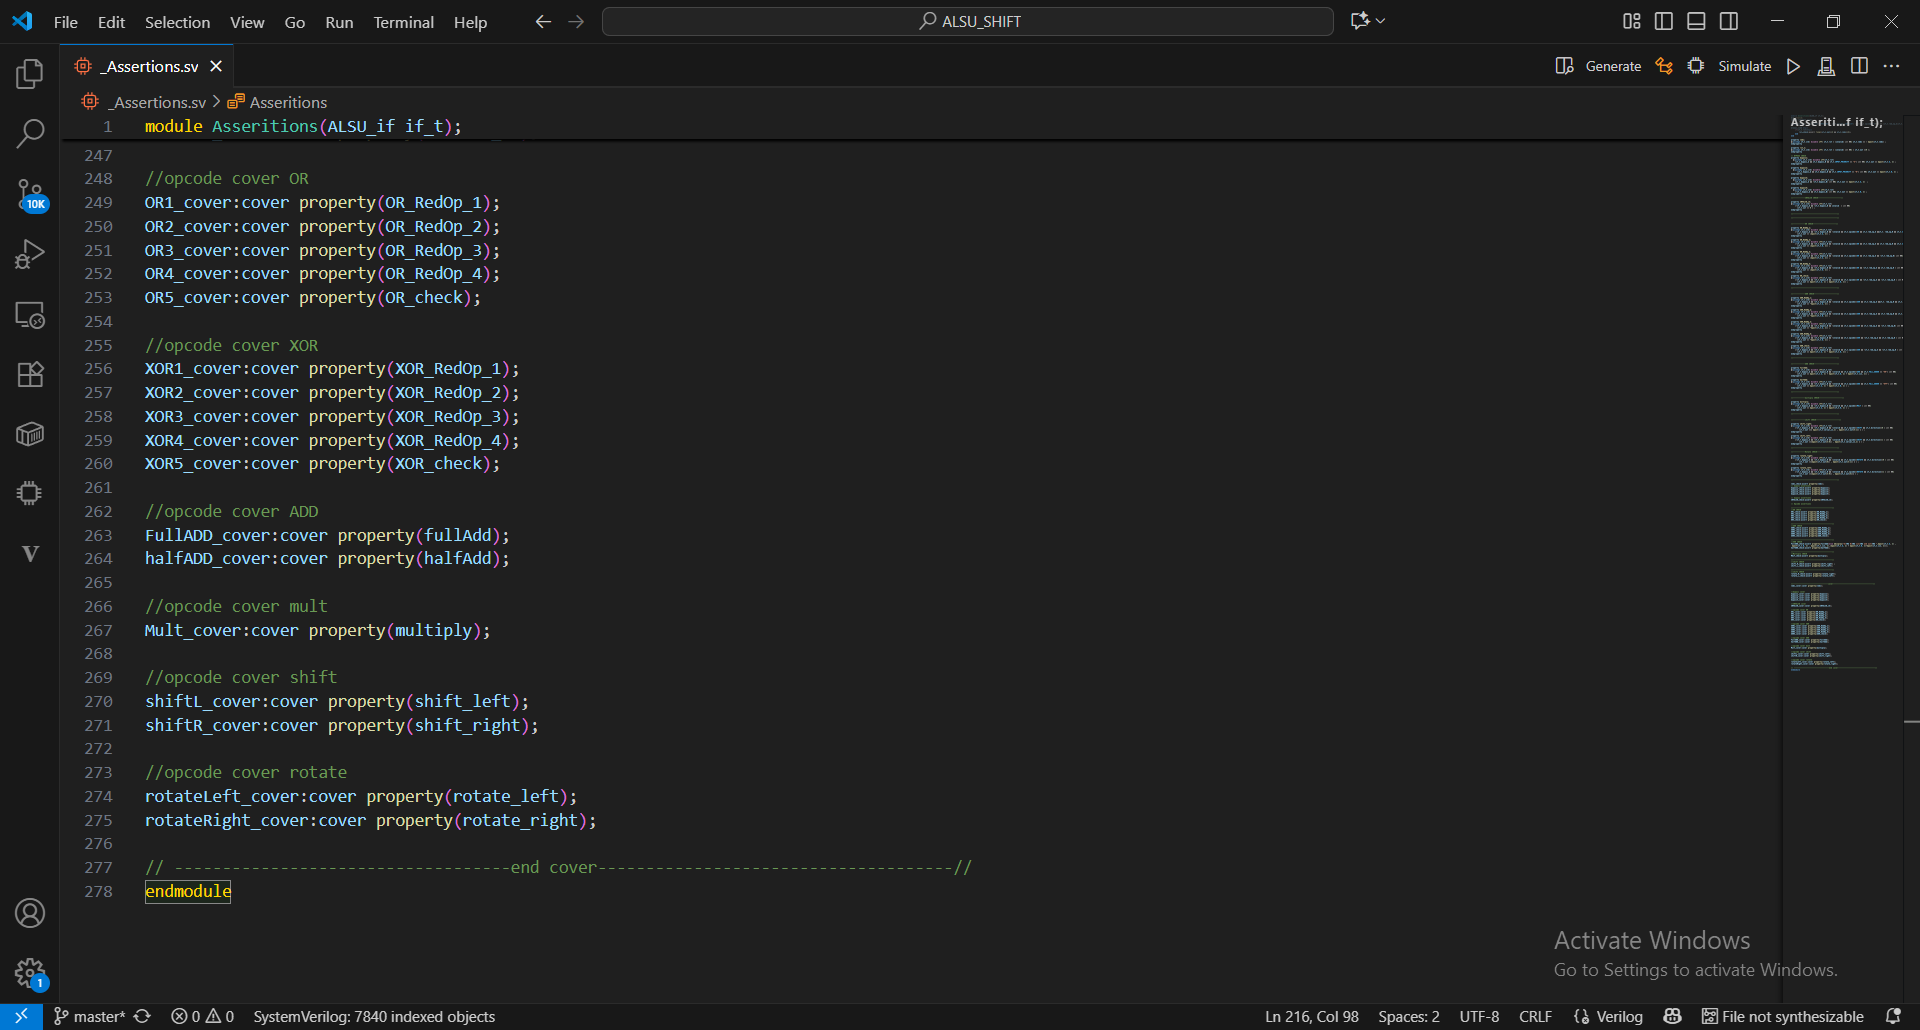 File Edit Selection View Go Run Terminal Help
ALSU_SHIFT
_Assertions.sv
Generate Simulate
_Assertions.sv > Asseritions
1 module Asseritions(ALSU_if if_t);
Asseriti...f if_t);
247
248 //opcode cover OR
249 OR1_cover:cover property(OR_RedOp_1);
250 OR2_cover:cover property(OR_RedOp_2);
251 OR3_cover:cover property(OR_RedOp_3);
252 OR4_cover:cover property(OR_RedOp_4);
253 OR5_cover:cover property(OR_check);
254
255 //opcode cover XOR
256 XOR1_cover:cover property(XOR_RedOp_1);
257 XOR2_cover:cover property(XOR_RedOp_2);
258 XOR3_cover:cover property(XOR_RedOp_3);
259 XOR4_cover:cover property(XOR_RedOp_4);
260 XOR5_cover:cover property(XOR_check);
261
262 //opcode cover ADD
263 FullADD_cover:cover property(fullAdd);
264 halfADD_cover:cover property(halfAdd);
265
266 //opcode cover mult
267 Mult_cover:cover property(multiply);
268
269 //opcode cover shift
270 shiftL_cover:cover property(shift_left);
271 shiftR_cover:cover property(shift_right);
272
273 //opcode cover rotate
274 rotateLeft_cover:cover property(rotate_left);
275 rotateRight_cover:cover property(rotate_right);
276
277 // -----------------------------------end cover-------------------------------------//
278 endmodule
10K
1
Activate Windows
Go to Settings to activate Windows.
master* 0 0 SystemVerilog: 7840 indexed objects Ln 216, Col 98 Spaces: 2 UTF-8 CRLF {} Verilog File not synthesizable